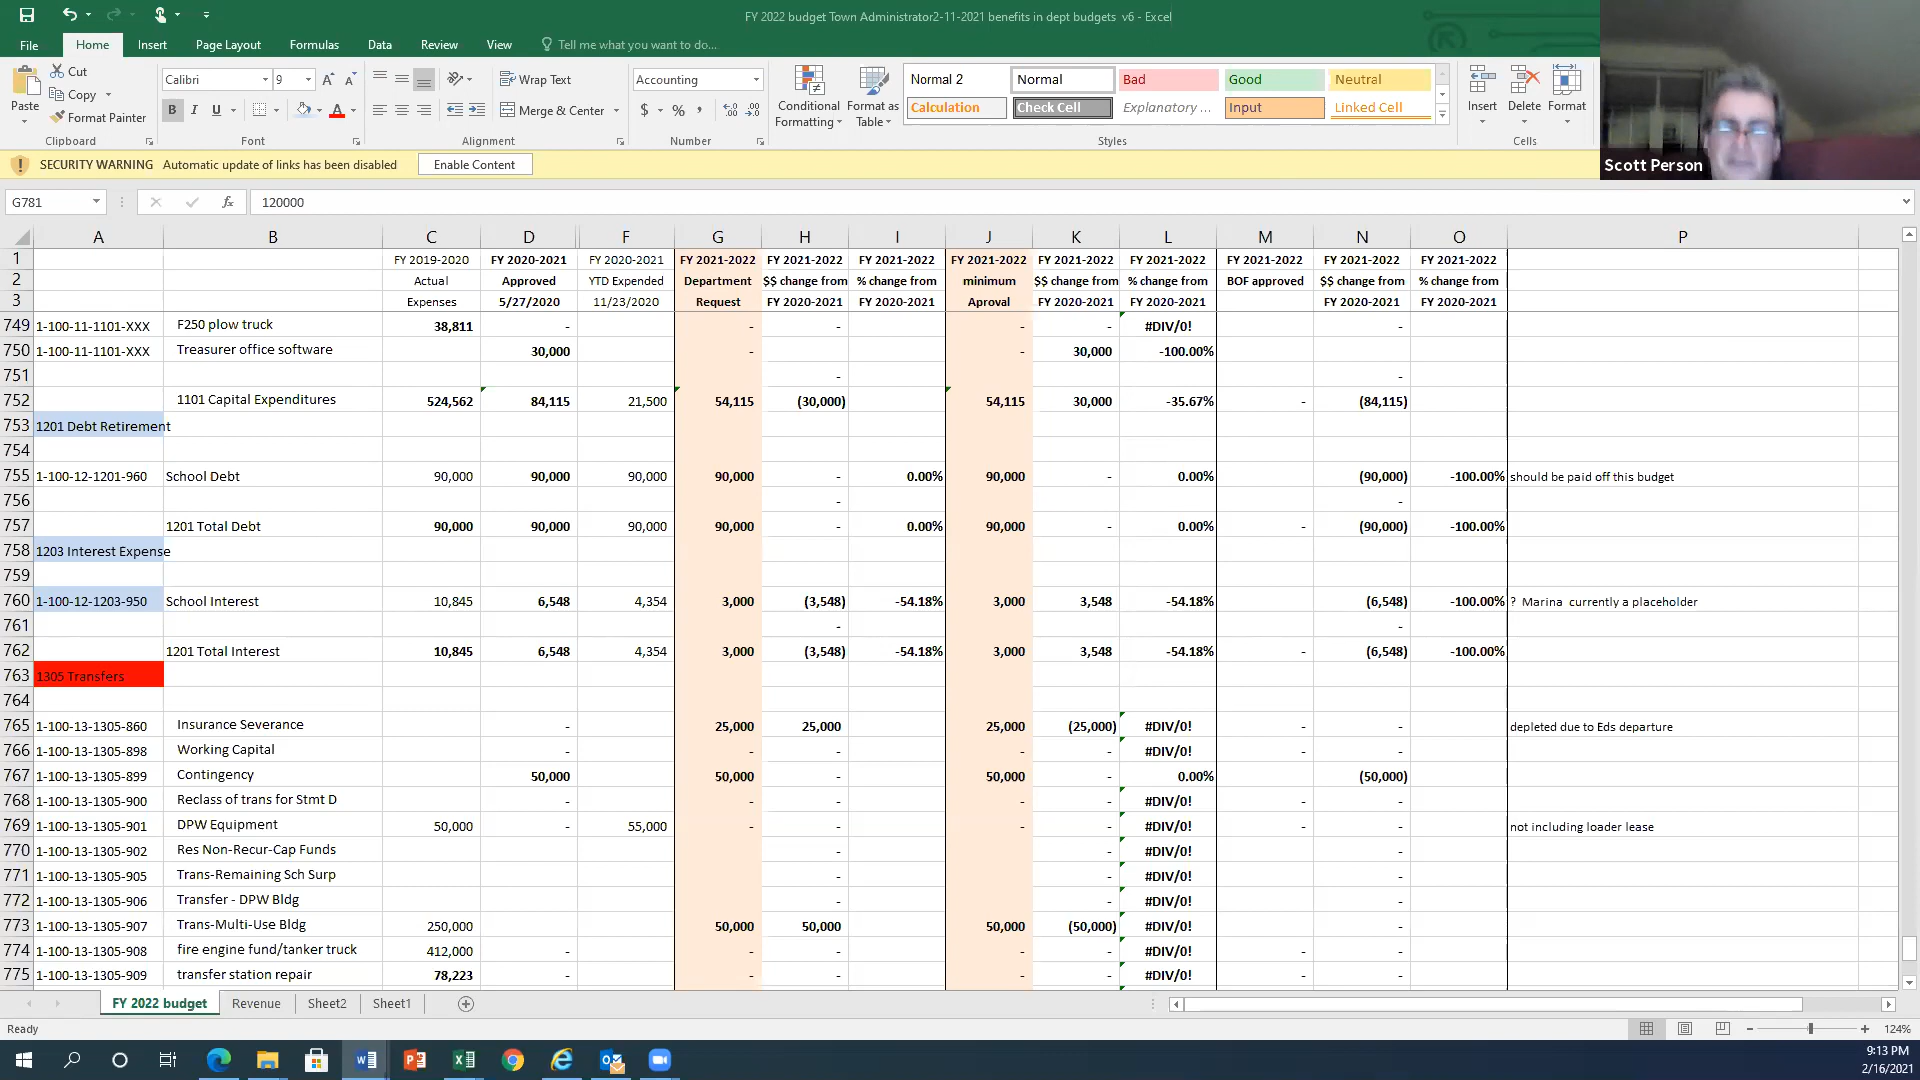 FY 2022 budget Town Administrator2-11-2021 benefits in dept budgets v6 - Excel
File Home Insert Page Layout Formulas Data Review View Tell me what you want to do...
Paste Cut Copy Format Painter Clipboard
Calibri 9 B I U Font
Wrap Text Merge & Center Alignment
Accounting $ % Number
Conditional Formatting Format as Table
Normal 2 Normal Bad Good Neutral
Calculation Check Cell Explanatory ... Input Linked Cell
Styles
Insert Delete Format Cells
Scott Person
SECURITY WARNING Automatic update of links has been disabled Enable Content
G781 fx 120000
A B C D F G H I J K L M N O P
1 FY 2019-2020 FY 2020-2021 FY 2020-2021 FY 2021-2022 FY 2021-2022 FY 2021-2022 FY 2021-2022 FY 2021-2022 FY 2021-2022 FY 2021-2022 FY 2021-2022 FY 2021-2022
2 Actual Approved YTD Expended Department $$ change from % change from minimum $$ change from % change from BOF approved $$ change from % change from
3 Expenses 5/27/2020 11/23/2020 Request FY 2020-2021 FY 2020-2021 Aproval FY 2020-2021 FY 2020-2021 FY 2020-2021 FY 2020-2021
749 1-100-11-1101-XXX F250 plow truck 38,811 - - - - - #DIV/0! -
750 1-100-11-1101-XXX Treasurer office software 30,000 - - 30,000 -100.00%
751 - -
752 1101 Capital Expenditures 524,562 84,115 21,500 54,115 (30,000) 54,115 30,000 -35.67% - (84,115)
753 1201 Debt Retirement
754
755 1-100-12-1201-960 School Debt 90,000 90,000 90,000 90,000 - 0.00% 90,000 - 0.00% (90,000) -100.00% should be paid off this budget
756 - -
757 1201 Total Debt 90,000 90,000 90,000 90,000 - 0.00% 90,000 - 0.00% - (90,000) -100.00%
758 1203 Interest Expense
759
760 1-100-12-1203-950 School Interest 10,845 6,548 4,354 3,000 (3,548) -54.18% 3,000 3,548 -54.18% (6,548) -100.00% ? Marina currently a placeholder
761 - -
762 1201 Total Interest 10,845 6,548 4,354 3,000 (3,548) -54.18% 3,000 3,548 -54.18% - (6,548) -100.00%
763 1305 Transfers
764
765 1-100-13-1305-860 Insurance Severance - 25,000 25,000 25,000 (25,000) #DIV/0! - - depleted due to Eds departure
766 1-100-13-1305-898 Working Capital - - - - - #DIV/0! - -
767 1-100-13-1305-899 Contingency 50,000 50,000 - 50,000 - 0.00% (50,000)
768 1-100-13-1305-900 Reclass of trans for Stmt D - - - - - #DIV/0! - -
769 1-100-13-1305-901 DPW Equipment 50,000 - 55,000 - - - - #DIV/0! - - not including loader lease
770 1-100-13-1305-902 Res Non-Recur-Cap Funds - - #DIV/0! -
771 1-100-13-1305-905 Trans-Remaining Sch Surp - - #DIV/0! -
772 1-100-13-1305-906 Transfer - DPW Bldg - - #DIV/0! -
773 1-100-13-1305-907 Trans-Multi-Use Bldg 250,000 50,000 50,000 50,000 (50,000) #DIV/0! -
774 1-100-13-1305-908 fire engine fund/tanker truck 412,000 - - - - - #DIV/0! - -
775 1-100-13-1305-909 transfer station repair 78,223 - - - - - #DIV/0! - -
FY 2022 budget Revenue Sheet2 Sheet1
Ready 124%
9:13 PM
2/16/2021